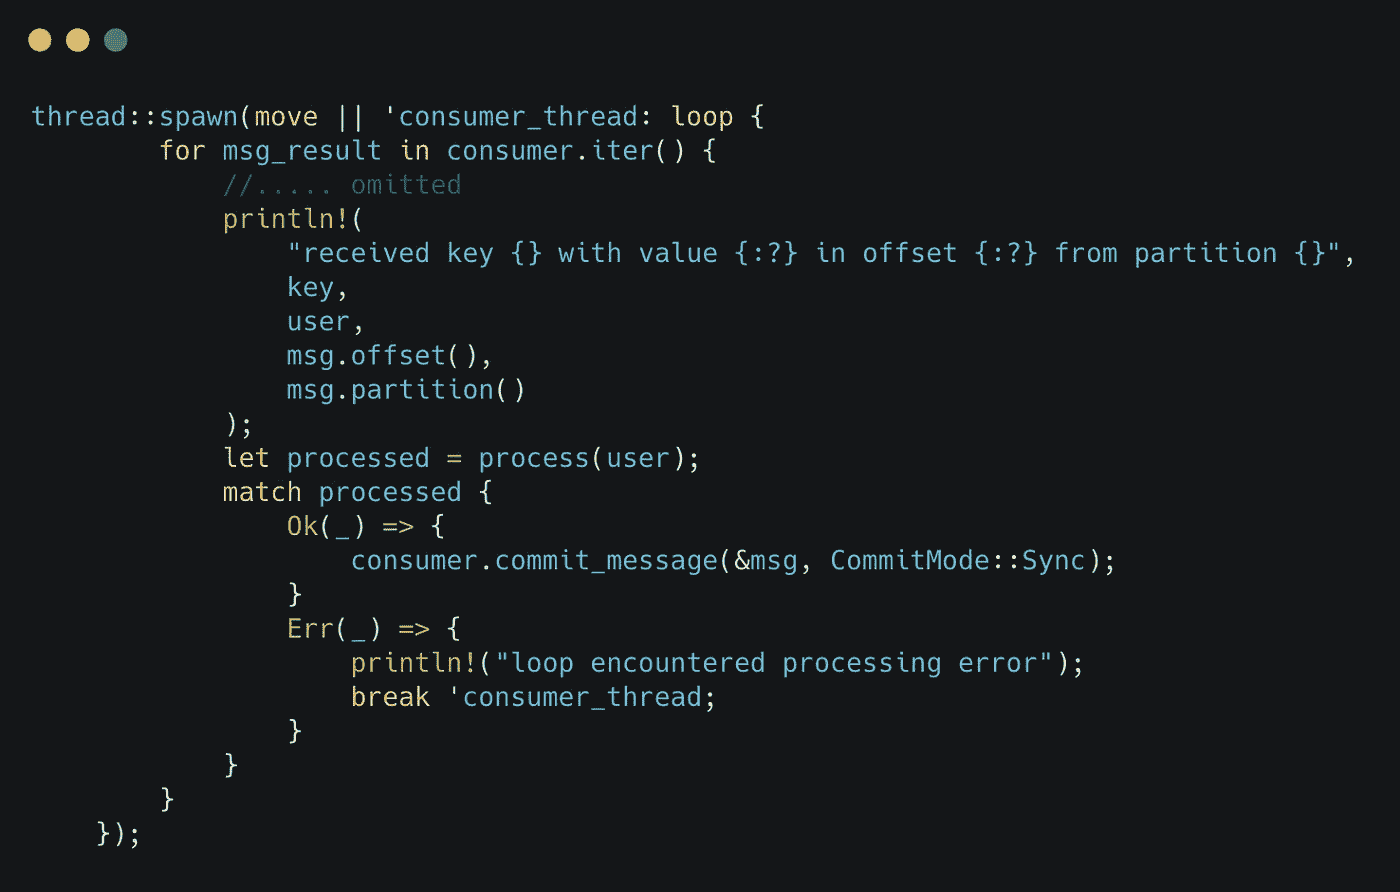 thread::spawn(move || 'consumer_thread: loop {
        for msg_result in consumer.iter() {
            //..... omitted
            println!(
                "received key {} with value {:?} in offset {:?} from partition {}",
                key,
                user,
                msg.offset(),
                msg.partition()
            );
            let processed = process(user);
            match processed {
                Ok(_) => {
                    consumer.commit_message(&msg, CommitMode::Sync);
                }
                Err(_) => {
                    println!("loop encountered processing error");
                    break 'consumer_thread;
                }
            }
        }
    });